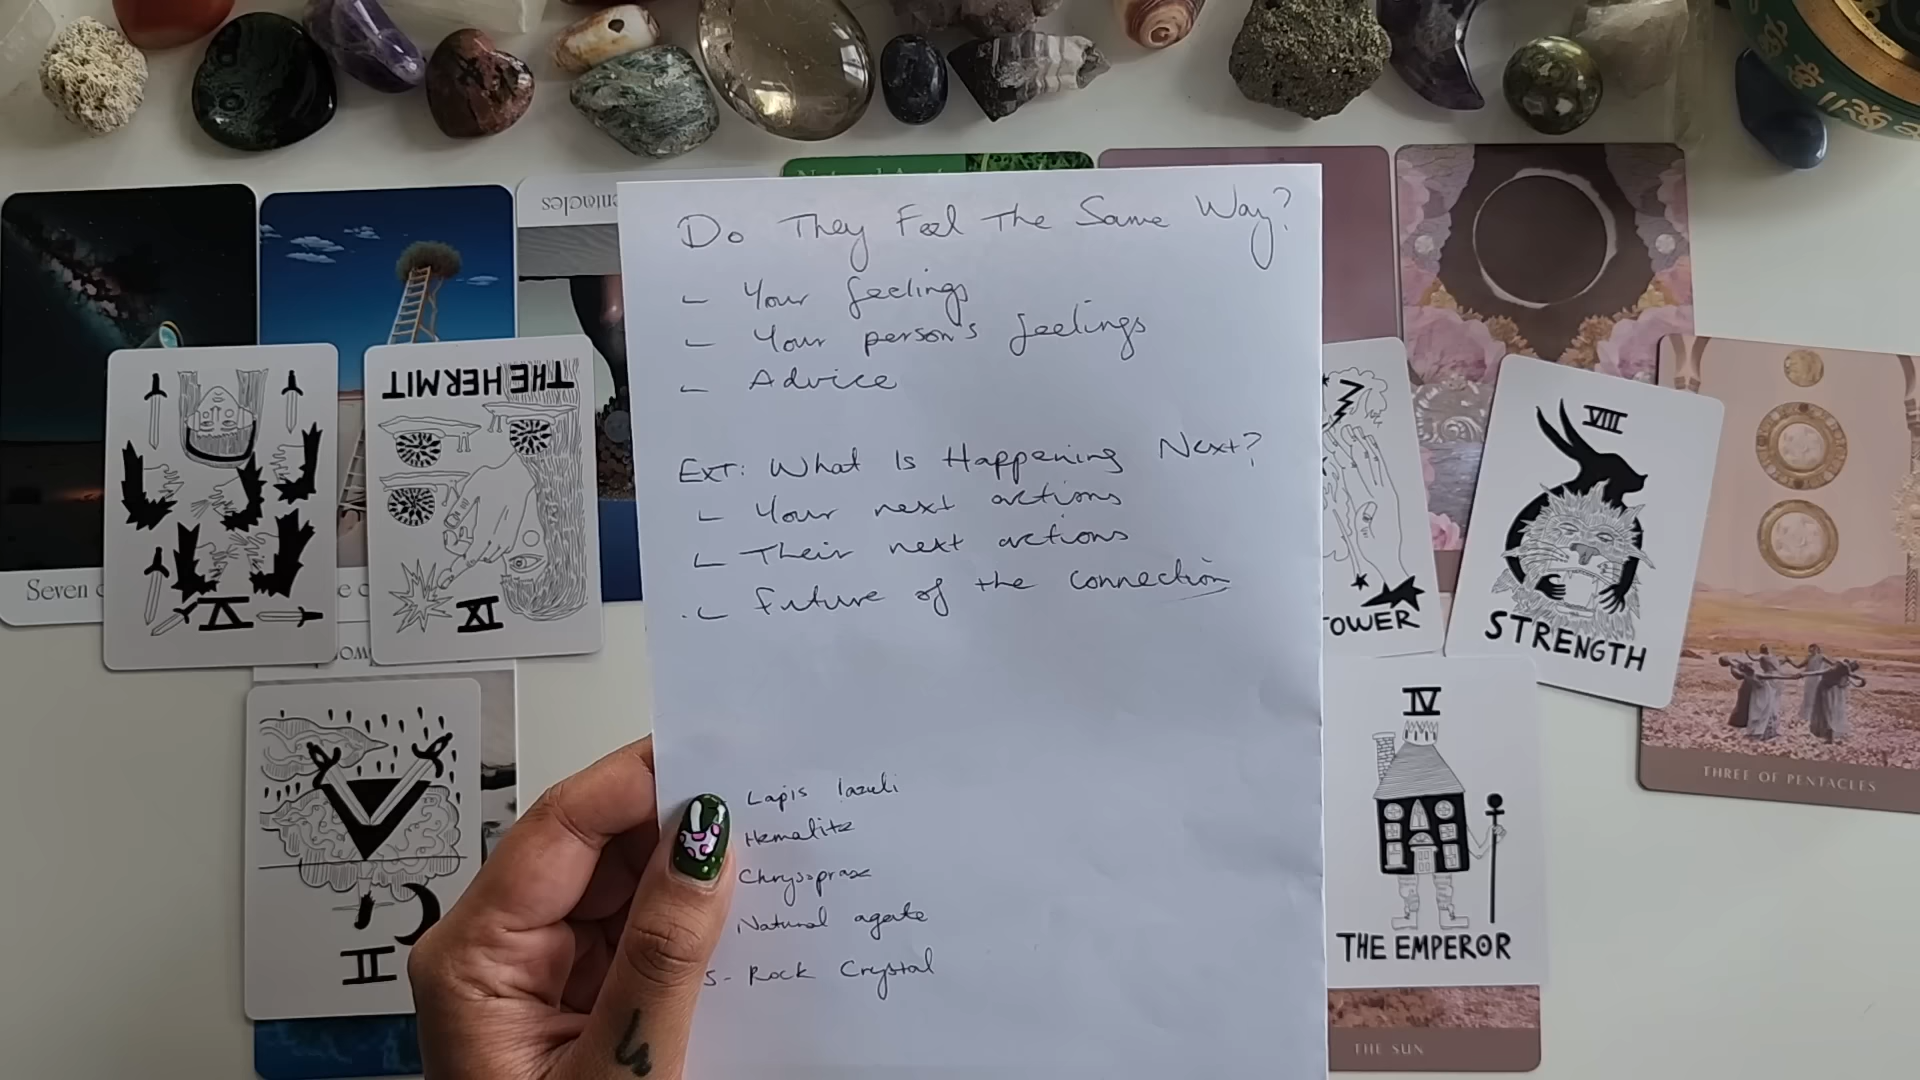 Do They Feel The Same Way?
Your feelings
Your person's feelings
Advice
Ext: What Is Happening Next?
Your next actions
Their next actions
Future of the connection
Lapis lazuli
Hematite
Chrysoprase
Natural agate
5- Rock Crystal
Seven
THE HERMIT
IX
V
II
TOWER
VIII
STRENGTH
IV
THE EMPEROR
THREE OF PENTACLES
THE SUN